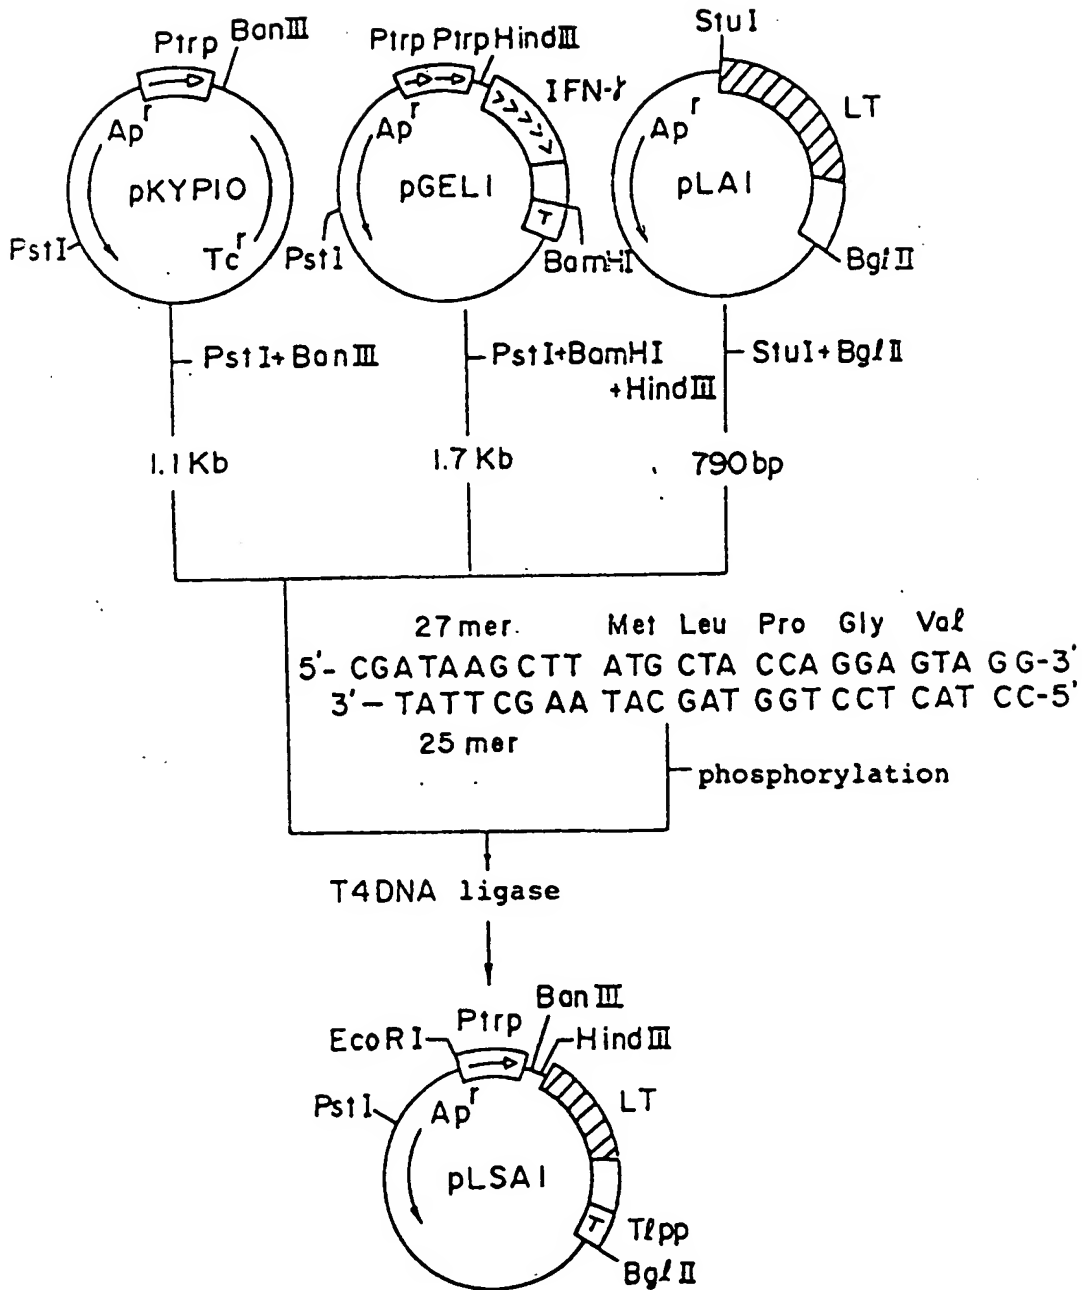 Ptrp
BanIII
Ap^r
pKYP10
Tc^r
PstI
Ptrp Ptrp HindIII
IFN-γ
Ap^r
pGEL1
T
PstI
BamHI
StuI
LT
Ap^r
pLA1
BglII
PstI+BanIII
PstI+BamHI
+HindIII
StuI+BglII
1.1Kb
1.7Kb
790bp
27mer.
Met Leu Pro Gly Val
5'- CGATAAGCTT ATG CTA CCA GGA GTA GG-3'
3'- TATTCGAA TAC GAT GGT CCT CAT CC-5'
25 mer
phosphorylation
T4DNA ligase
BanIII
Ptrp
EcoRI
HindIII
PstI
Ap^r
LT
pLSA1
T
Tlpp
BglII